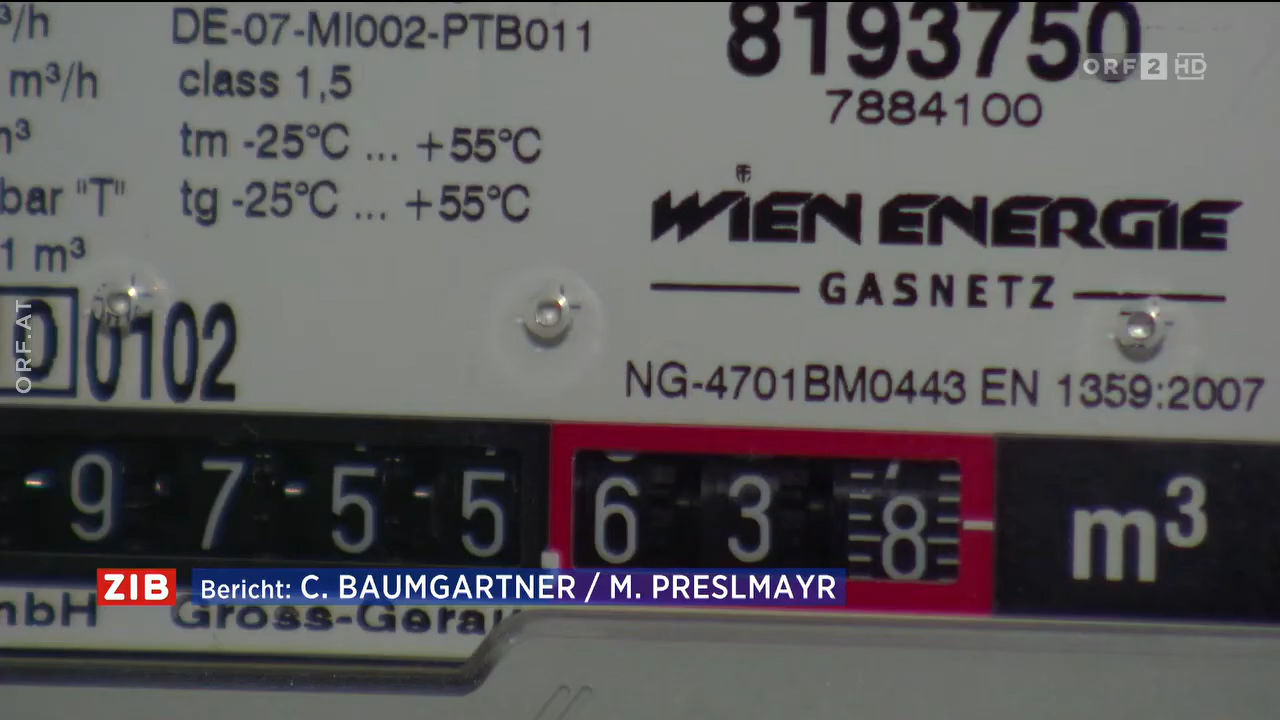 ³/h
DE-07-MI002-PTB011
8193750
ORF 2 HD
m³/h
class 1,5
7884100
m³
tm -25°C ... +55°C
bar "T"
tg -25°C ... +55°C
WIEN ENERGIE
1 m³
GASNETZ
ORF.AT
D 0102
NG-4701BM0443 EN 1359:2007
9 7 5 5 6 3 8 m³
ZIB Bericht: C. BAUMGARTNER / M. PRESLMAYR
mbH Gross-Gerau